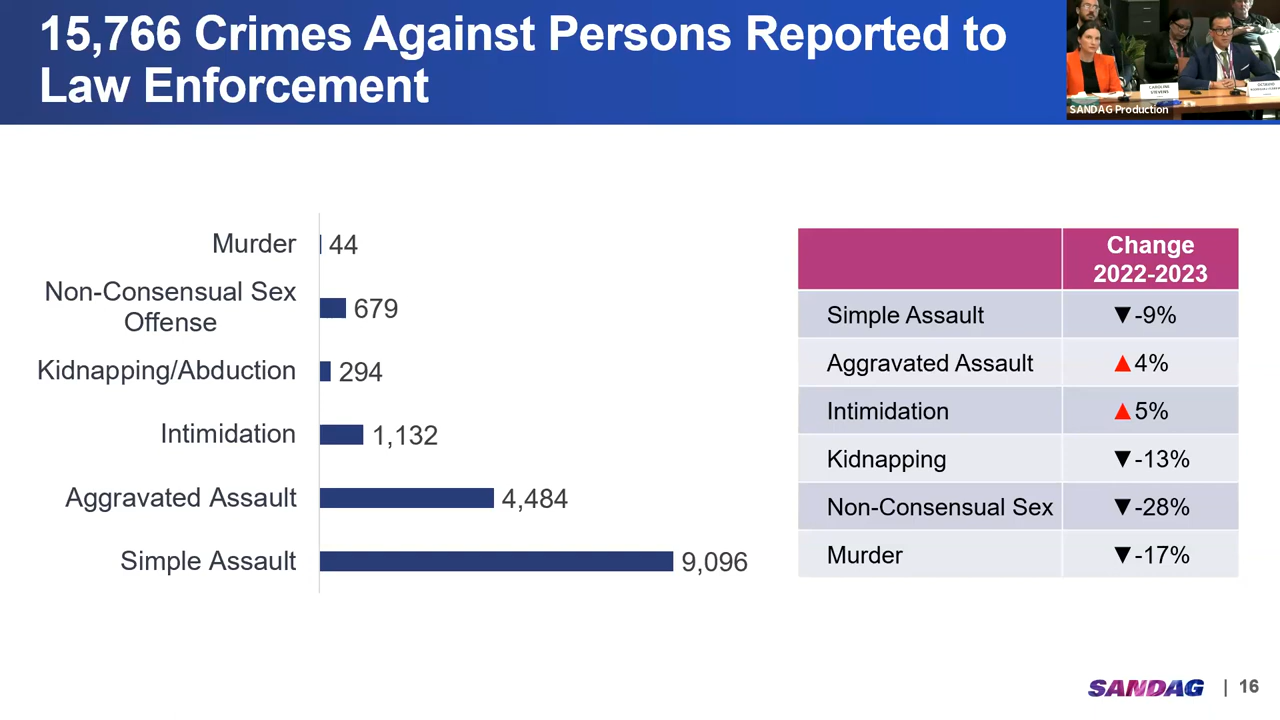 15,766 Crimes Against Persons Reported to
Law Enforcement
CAROLINE
STEVENS
SANDAG Production
Murder
44
Non-Consensual Sex
Offense
679
Kidnapping/Abduction
294
Intimidation
1,132
Aggravated Assault
4,484
Simple Assault
9,096
Change
2022-2023
Simple Assault
▼-9%
Aggravated Assault
▲4%
Intimidation
▲5%
Kidnapping
▼-13%
Non-Consensual Sex
▼-28%
Murder
▼-17%
SANDAG | 16